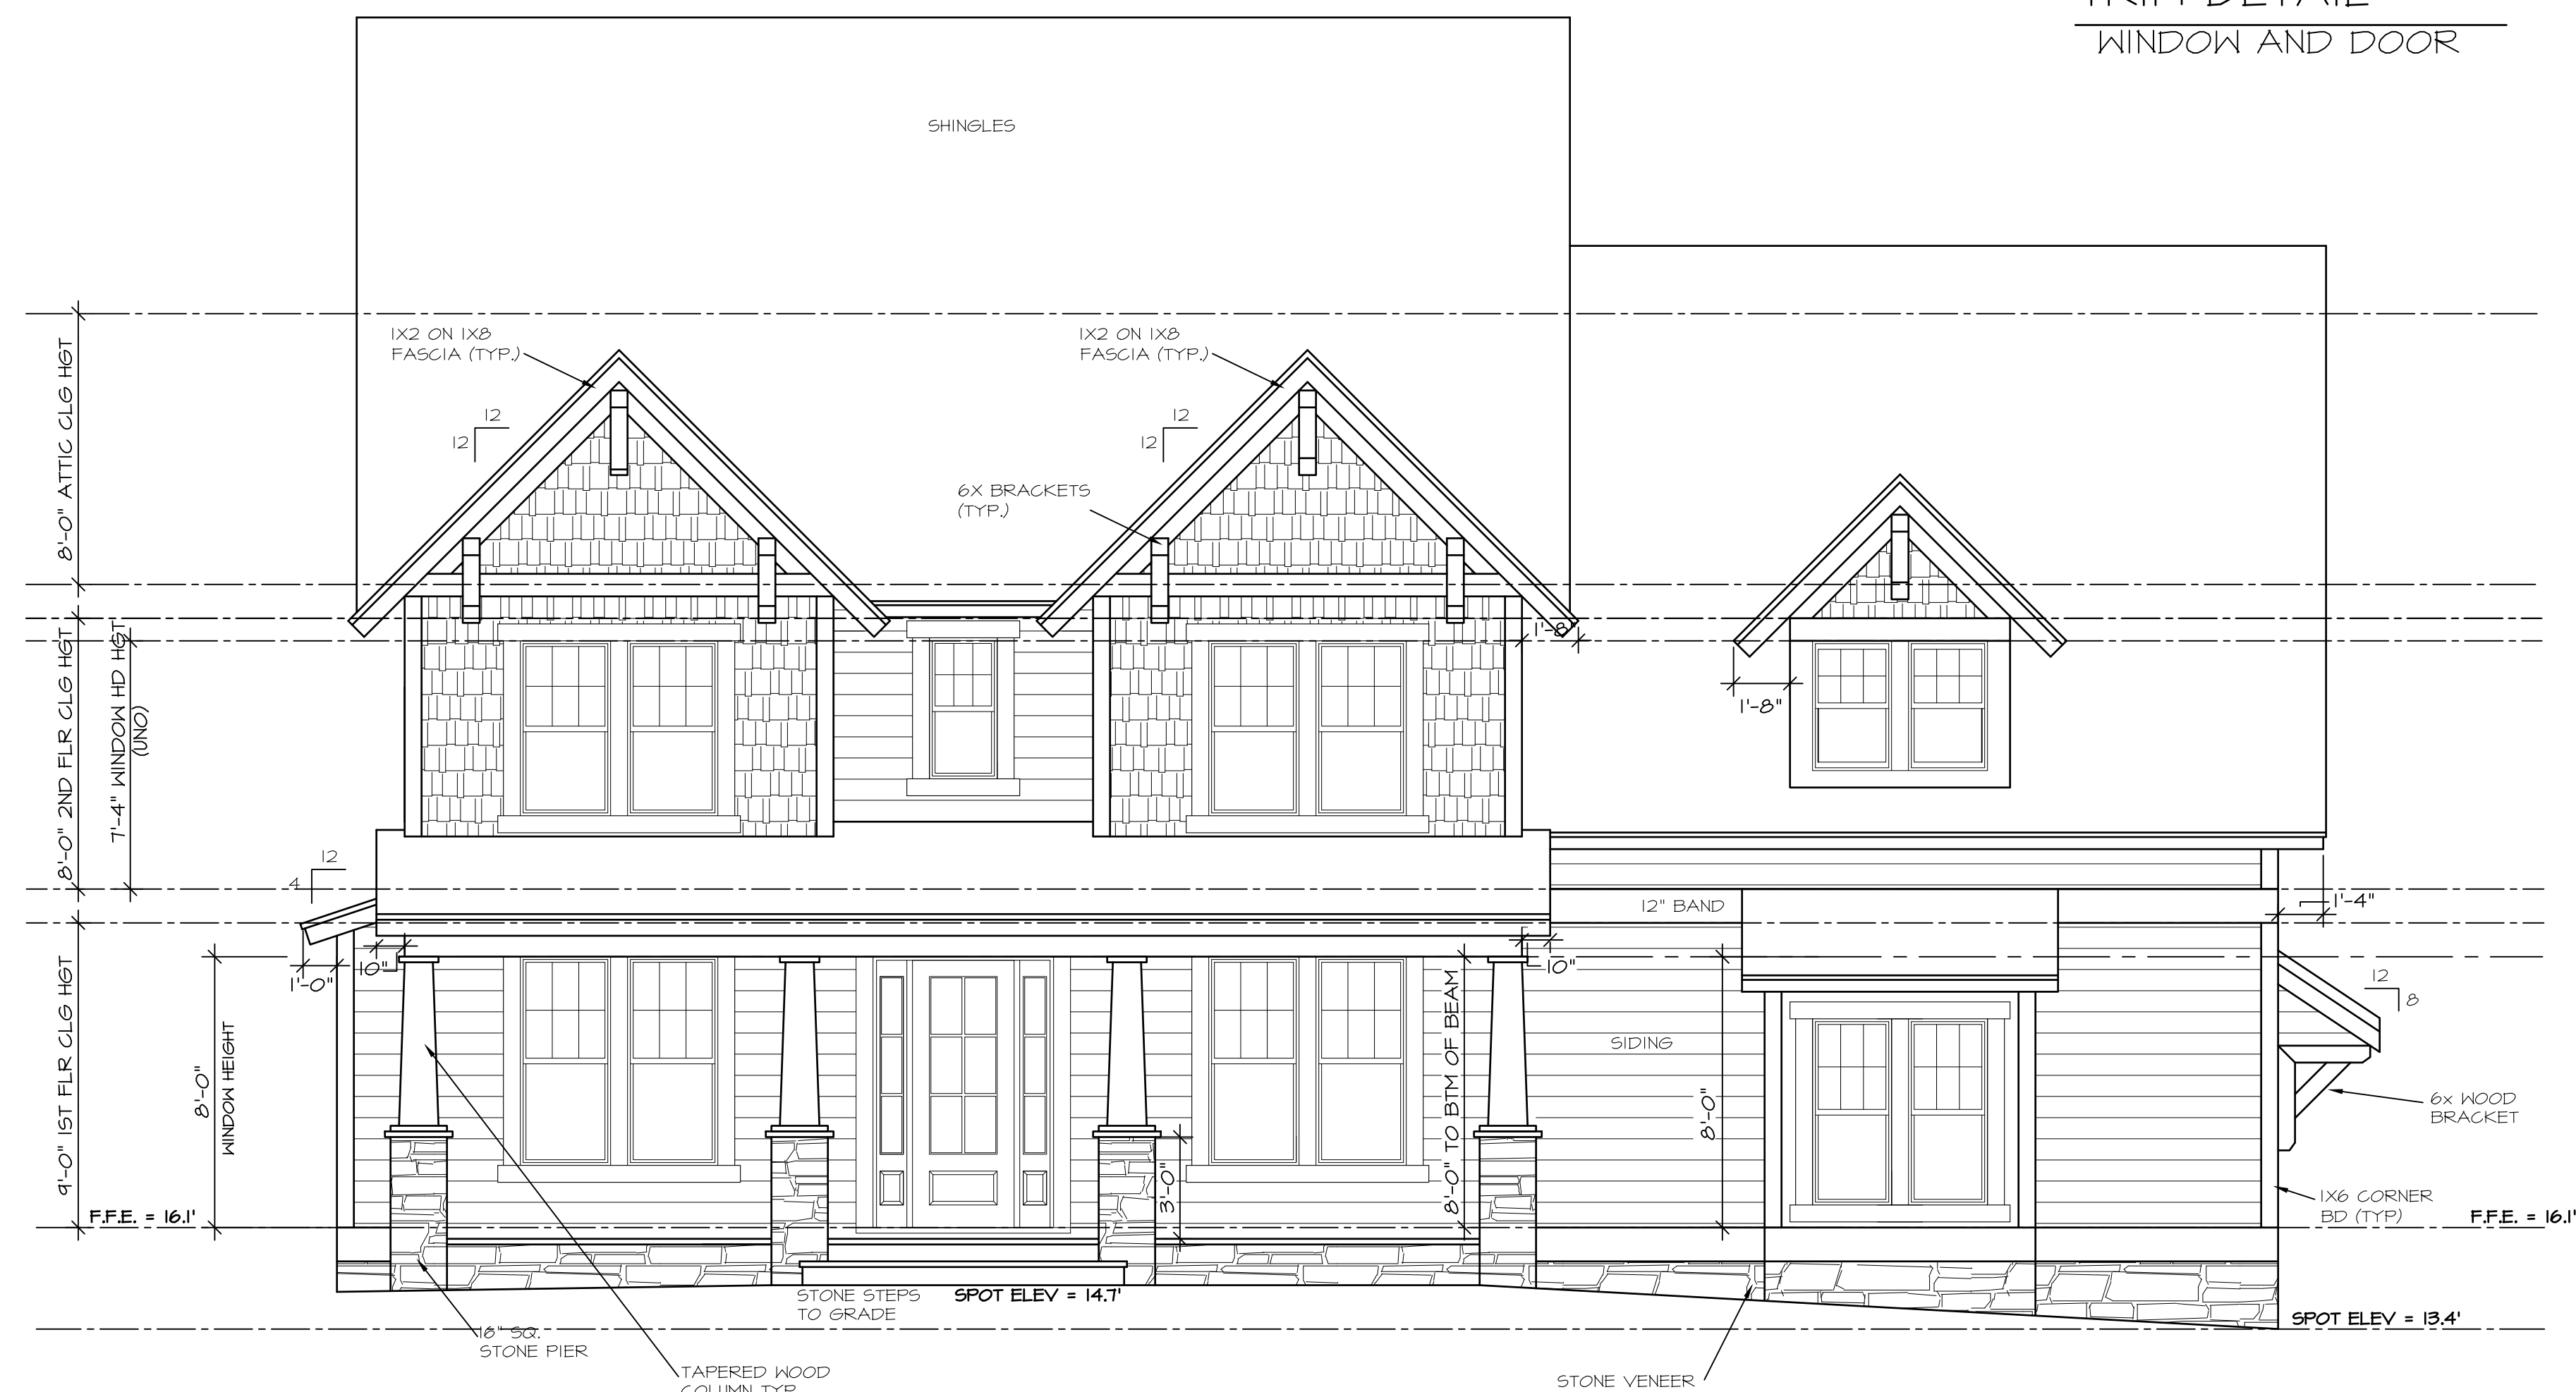 WINDOW AND DOOR
SHINGLES
1X2 ON 1X8
FASCIA (TYP.)
1X2 ON 1X8
FASCIA (TYP.)
12
12
12
12
6X BRACKETS
(TYP.)
8'-0" ATTIC CLG HGT
8'-0" 2ND FLR CLG HGT
7'-4" WINDOW HD HGT
(UNO)
1'-8"
1'-8"
12
4
12" BAND
1'-4"
10"
1'-0"
10"
9'-0" 1ST FLR CLG HGT
8'-0"
WINDOW HEIGHT
8'-0" TO BTM OF BEAM
3'-0"
SIDING
8'-0"
12
8
6x WOOD
BRACKET
1X6 CORNER
BD (TYP)
F.F.E. = 16.1'
F.F.E. = 16.1'
STONE STEPS
TO GRADE
SPOT ELEV = 14.7'
SPOT ELEV = 13.4'
16" SQ.
STONE PIER
TAPERED WOOD
COLUMN TYP.
STONE VENEER